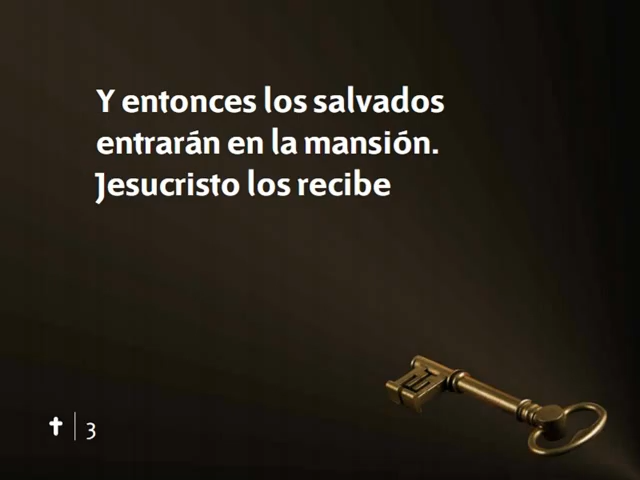 Y entonces los salvados
entrarán en la mansión.
Jesucristo los recibe
3